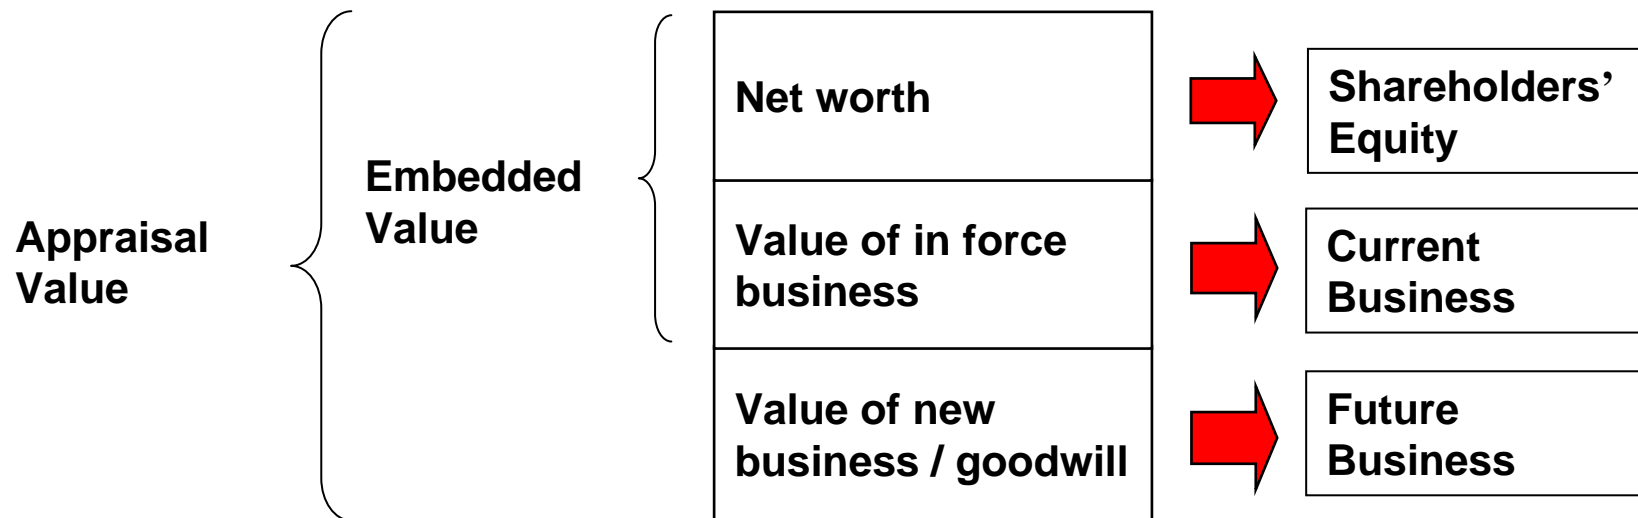 Appraisal
Value
Embedded
Value
Net worth
Value of in force
business
Value of new
business / goodwill
Shareholders’
Equity
Current
Business
Future
Business